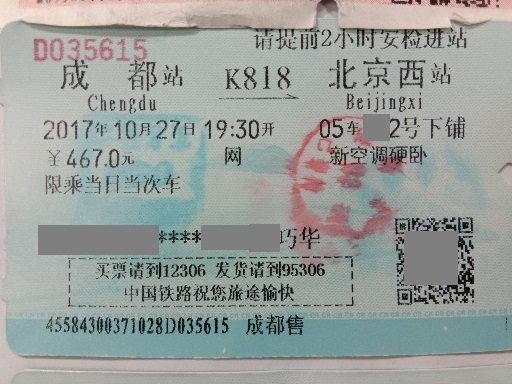 请提前2小时安检进站
D035615
成都站 K818 北京西站
Chengdu Beijingxi
2017年10月27日19:30开 05车 2号下铺
￥467.0元 网 新空调硬卧
限乘当日当次车
****巧华
买票请到12306 发货请到95306
中国铁路祝您旅途愉快
45584300371028D035615 成都售